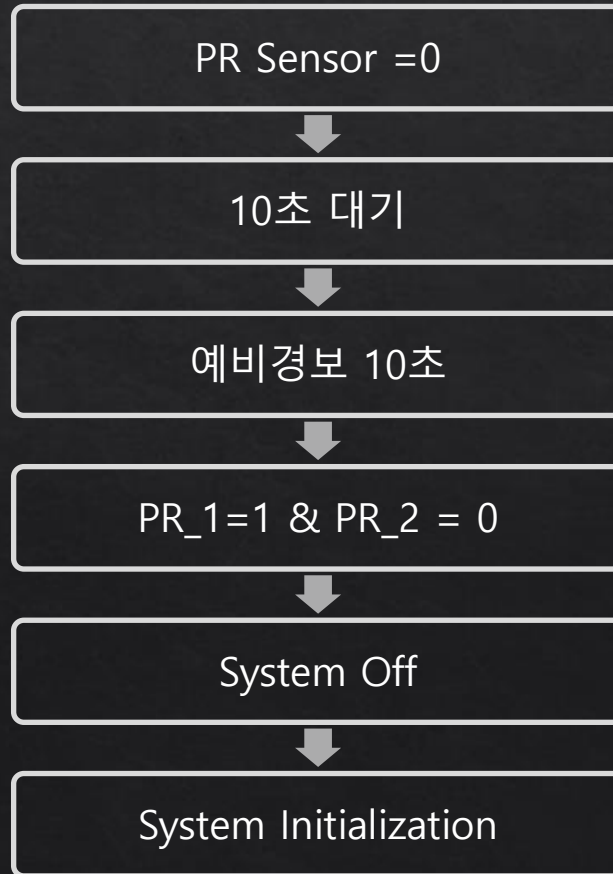 PR Sensor =0
10초 대기
예비경보 10초
PR_1=1 & PR_2 = 0
System Off
System Initialization